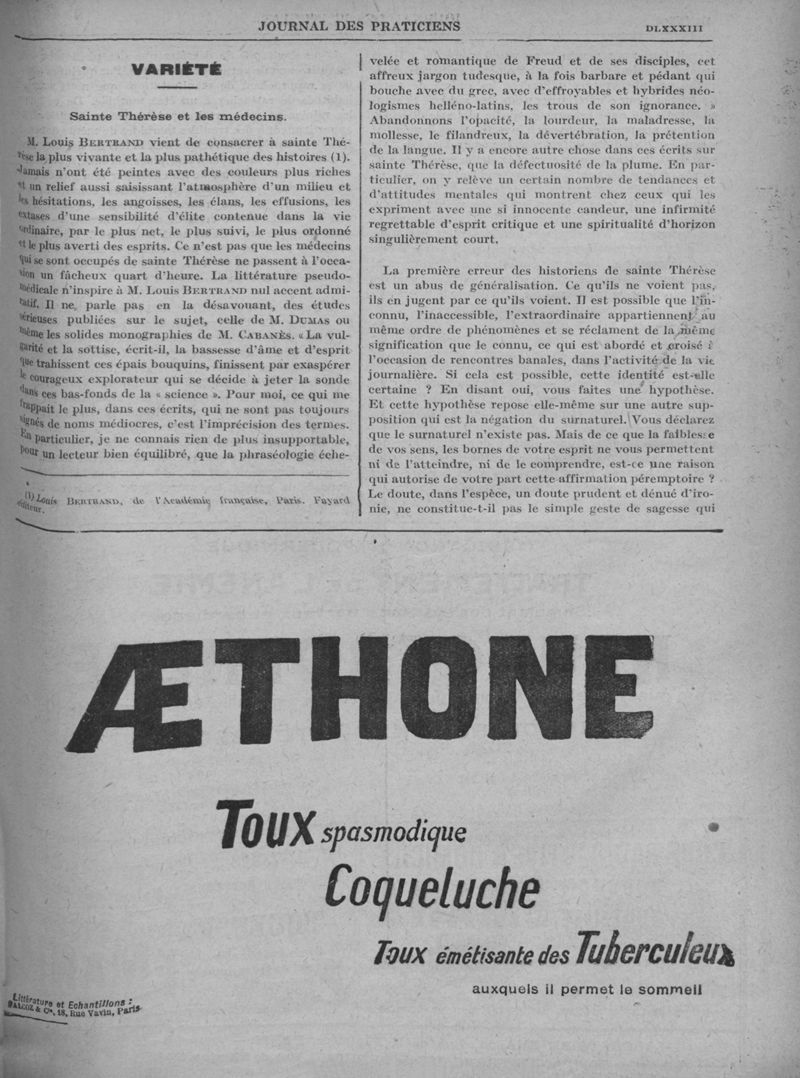 JOURNAL DES PRATICIENS
DLXXXIII
VARIÉTÉ
Sainte Thérèse et les médecins.
M. Louis BERTRAND vient de consacrer à sainte Thé-
rèse la plus vivante et la plus pathétique des histoires (1).
Jamais n'ont été peintes avec des couleurs plus riches
et un relief aussi saisissant l'atmosphère d'un milieu et
les hésitations, les angoisses, les élans, les effusions, les
extases d'une sensibilité d'élite contenue dans la vie
ordinaire, par le plus net, le plus suivi, le plus ordonné
et le plus averti des esprits. Ce n'est pas que les médecins
qui se sont occupés de sainte Thérèse ne passent à l'occa-
sion un fâcheux quart d'heure. La littérature pseudo-
médicale n'inspire à M. Louis BERTRAND nul accent admi-
ratif. Il ne parle pas en la désavouant, des études
sérieuses publiées sur le sujet, celle de M. DUMAS ou
même les solides monographies de M. CABANÈS. « La vul-
garité et la sottise, écrit-il, la bassesse d'âme et d'esprit
que trahissent ces épais bouquins, finissent par exaspérer
le courageux explorateur qui se décide à jeter la sonde
dans ces bas-fonds de la « science ». Pour moi, ce qui me
frappait le plus, dans ces écrits, qui ne sont pas toujours
signés de noms médiocres, c'est l'imprécision des termes.
En particulier, je ne connais rien de plus insupportable,
pour un lecteur bien équilibré, que la phraséologie éche-
(1) Louis BERTRAND, de l'Académie française, Paris. Fayard
éditeur.
velée et romantique de Freud et de ses disciples, cet
affreux jargon tudesque, à la fois barbare et pédant qui
bouche avec du grec, avec d'effroyables et hybrides néo-
logismes helléno-latins, les trous de son ignorance. »
Abandonnons l'opacité, la lourdeur, la maladresse, la
mollesse, le filandreux, la dévertébration, la prétention
de la langue. Il y a encore autre chose dans ces écrits sur
sainte Thérèse, que la défectuosité de la plume. En par-
ticulier, on y relève un certain nombre de tendances et
d'attitudes mentales qui montrent chez ceux qui les
expriment avec une si innocente candeur, une infirmité
regrettable d'esprit critique et une spiritualité d'horizon
singulièrement court.
La première erreur des historiens de sainte Thérèse
est un abus de généralisation. Ce qu'ils ne voient pas,
ils en jugent par ce qu'ils voient. Il est possible que l'in-
connu, l'inaccessible, l'extraordinaire appartiennent au
même ordre de phénomènes et se réclament de la même
signification que le connu, ce qui est abordé et croisé à
l'occasion de rencontres banales, dans l'activité de la vie
journalière. Si cela est possible, cette identité est-elle
certaine ? En disant oui, vous faites une hypothèse.
Et cette hypothèse repose elle-même sur une autre sup-
position qui est la négation du surnaturel. Vous déclarez
que le surnaturel n'existe pas. Mais de ce que la faiblesse
de vos sens, les bornes de votre esprit ne vous permettent
ni de l'atteindre, ni de le comprendre, est-ce une raison
qui autorise de votre part cette affirmation péremptoire ?
Le doute, dans l'espèce, un doute prudent et dénué d'iro-
nie, ne constitue-t-il pas le simple geste de sagesse qui
ÆTHONE
Toux spasmodique
Coqueluche
Toux émétisante des Tuberculeux
auxquels il permet le sommeil
Littérature et Echantillons :
FALCOZ & Cie, 18, Rue Vavin, Paris